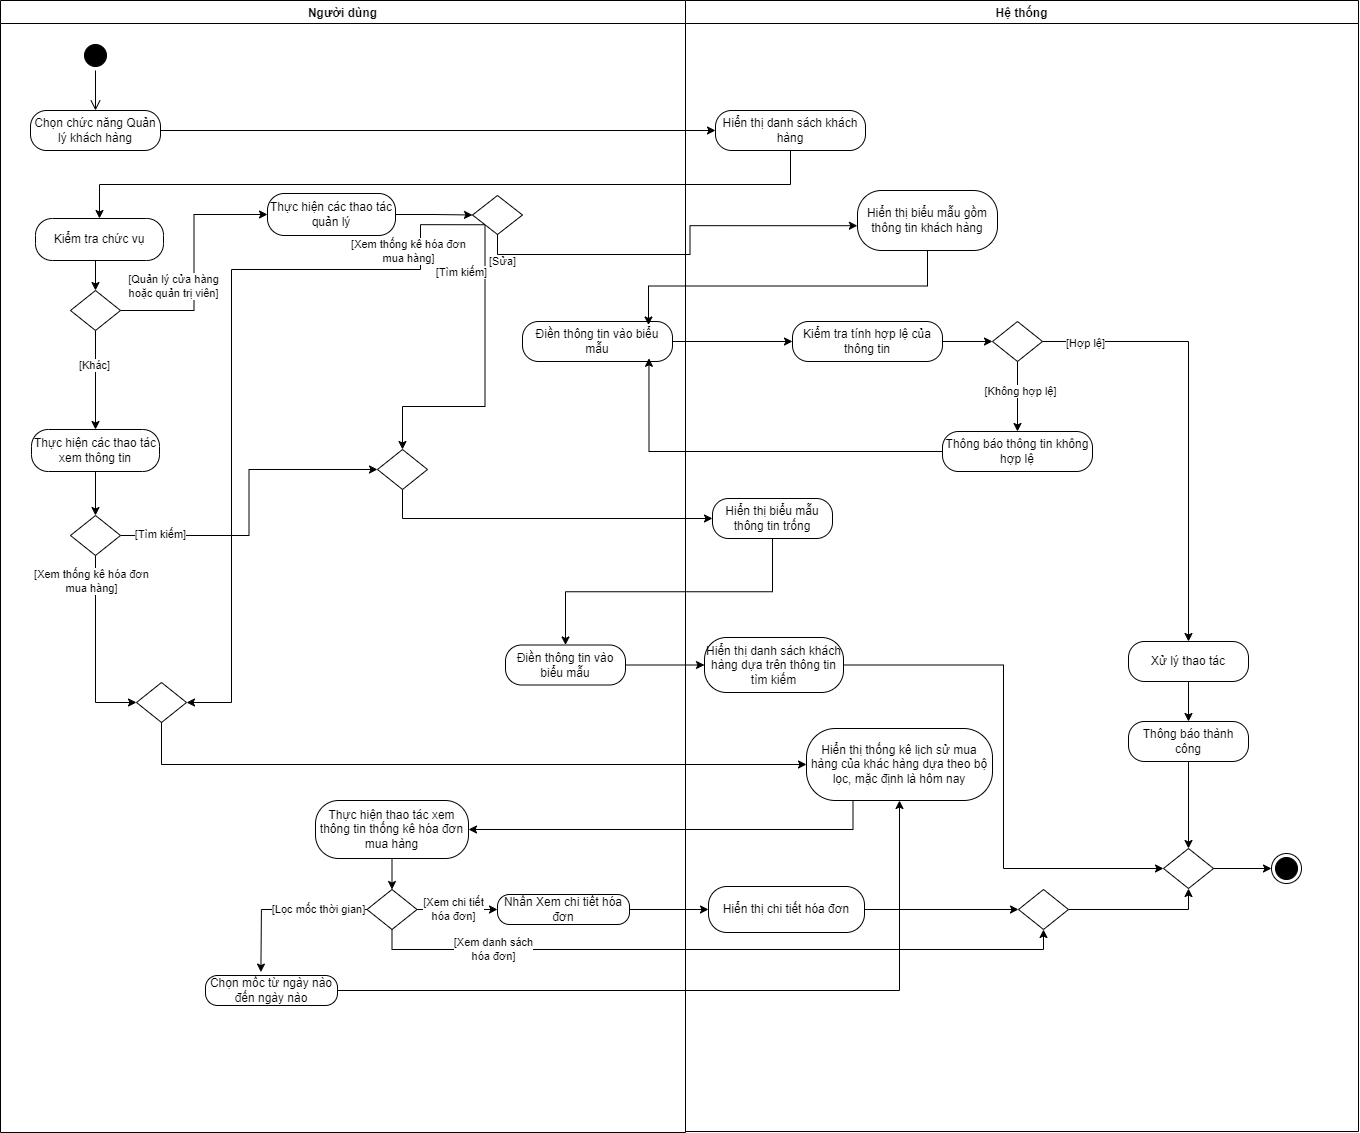 Người dùng
Hệ thống
Chọn chức năng Quản
lý khách hàng
Hiển thị danh sách khách
hàng
Kiểm tra chức vụ
Thực hiện các thao tác
quản lý
Hiển thị biểu mẫu gồm
thông tin khách hàng
[Xem thống kê hóa đơn
mua hàng]
[Tìm kiếm]
[Sửa]
[Quản lý cửa hàng
hoặc quản trị viên]
[Khác]
Điền thông tin vào biểu
mẫu
Kiểm tra tính hợp lệ của
thông tin
[Hợp lệ]
[Không hợp lệ]
Thông báo thông tin không
hợp lệ
Thực hiện các thao tác
xem thông tin
[Tìm kiếm]
[Xem thống kê hóa đơn
mua hàng]
Hiển thị biểu mẫu
thông tin trống
Điền thông tin vào
biểu mẫu
Hiển thị danh sách khách
hàng dựa trên thông tin
tìm kiếm
Xử lý thao tác
Thông báo thành
công
Hiển thị thống kê lịch sử mua
hàng của khác hàng dựa theo bộ
lọc, mặc định là hôm nay
Thực hiện thao tác xem
thông tin thống kê hóa đơn
mua hàng
[Lọc mốc thời gian]
[Xem chi tiết
hóa đơn]
Nhấn Xem chi tiết hóa
đơn
Hiển thị chi tiết hóa đơn
[Xem danh sách
hóa đơn]
Chọn mốc từ ngày nào
đến ngày nào